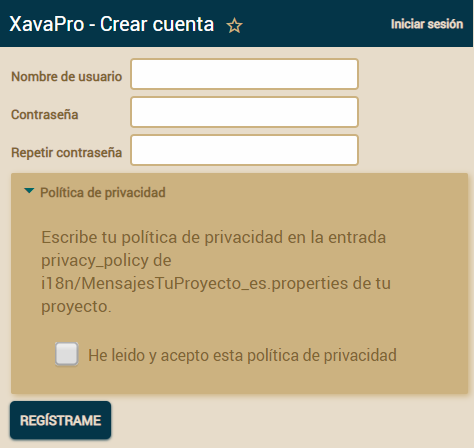 XavaPro - Crear cuenta
Iniciar sesión
Nombre de usuario
Contraseña
Repetir contraseña
Política de privacidad
Escribe tu política de privacidad en la entrada
privacy_policy de
i18n/MensajesTuProyecto_es.properties de tu
proyecto.
He leido y acepto esta política de privacidad
REGÍSTRAME